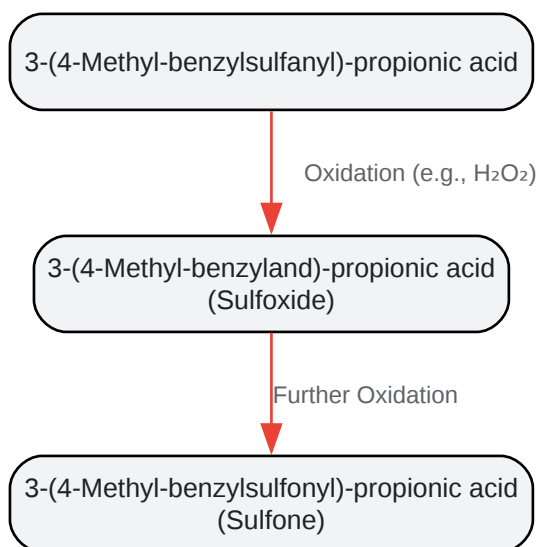 3-(4-Methyl-benzylsulfanyl)-propionic acid
Oxidation (e.g., H₂O₂)
3-(4-Methyl-benzyland)-propionic acid
(Sulfoxide)
Further Oxidation
3-(4-Methyl-benzylsulfonyl)-propionic acid
(Sulfone)